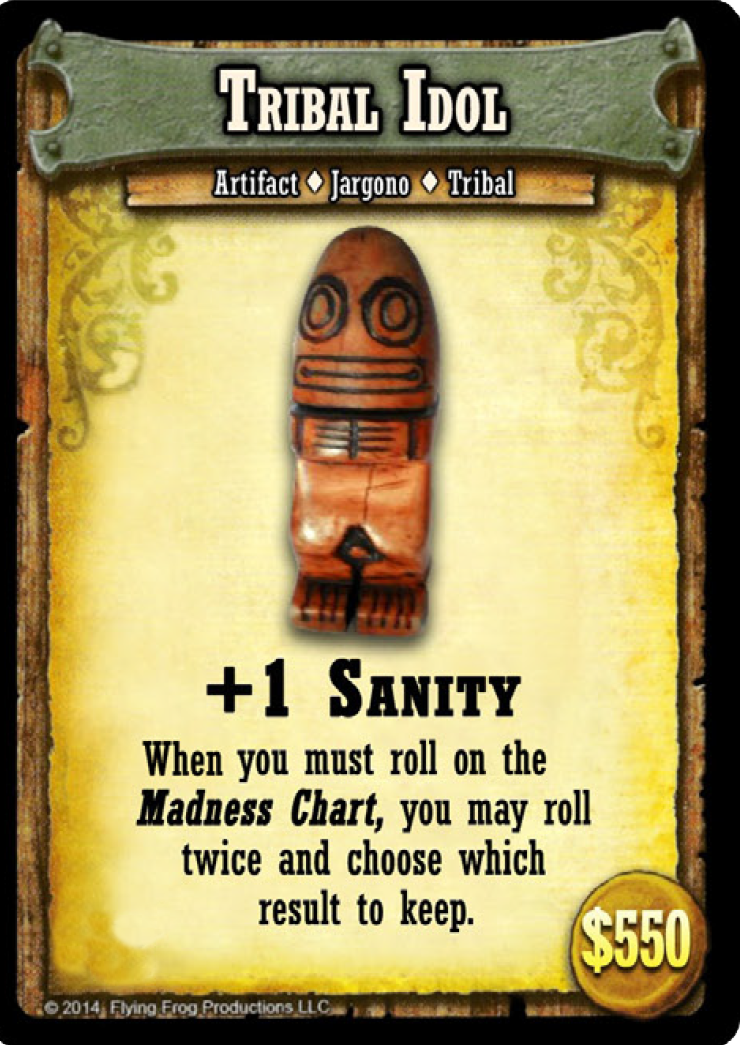 Tribal Idol
Artifact ◊ Jargono ◊ Tribal
+1 Sanity
When you must roll on the
Madness Chart, you may roll
twice and choose which
result to keep.
$550
© 2014 Flying Frog Productions LLC